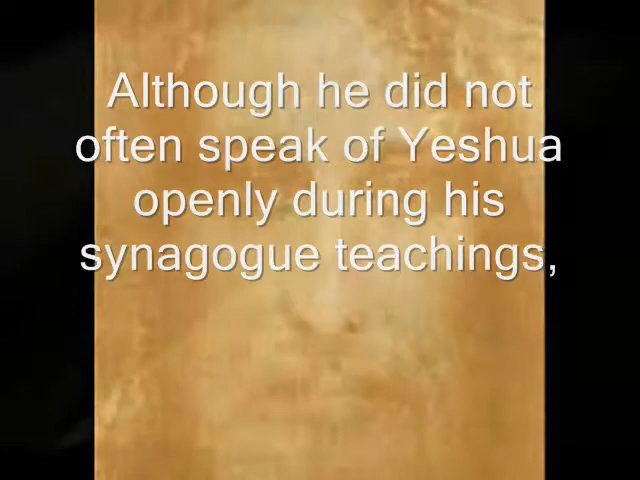 Although he did not
often speak of Yeshua
openly during his
synagogue teachings,